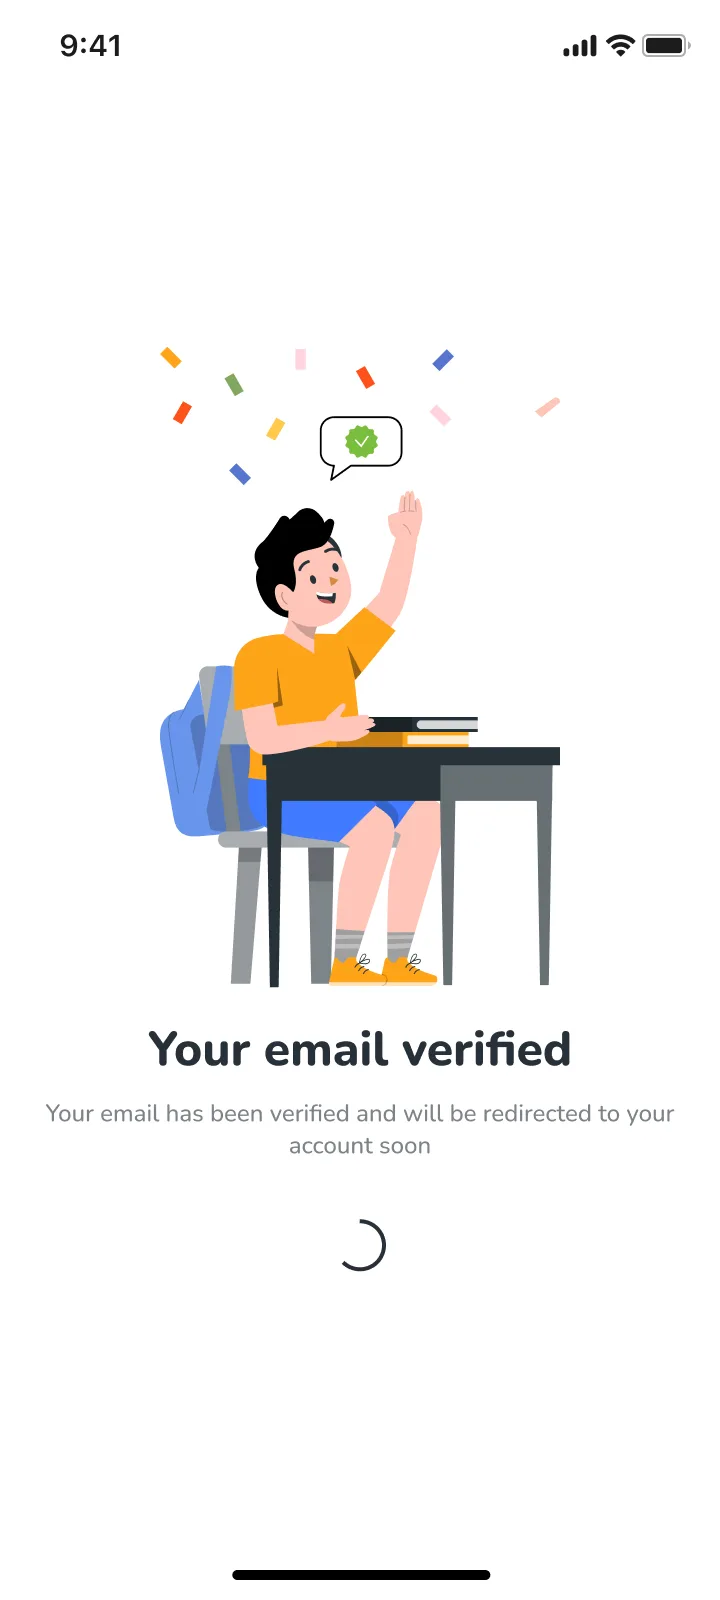 9:41
Your email verified
Your email has been verified and will be redirected to your
account soon